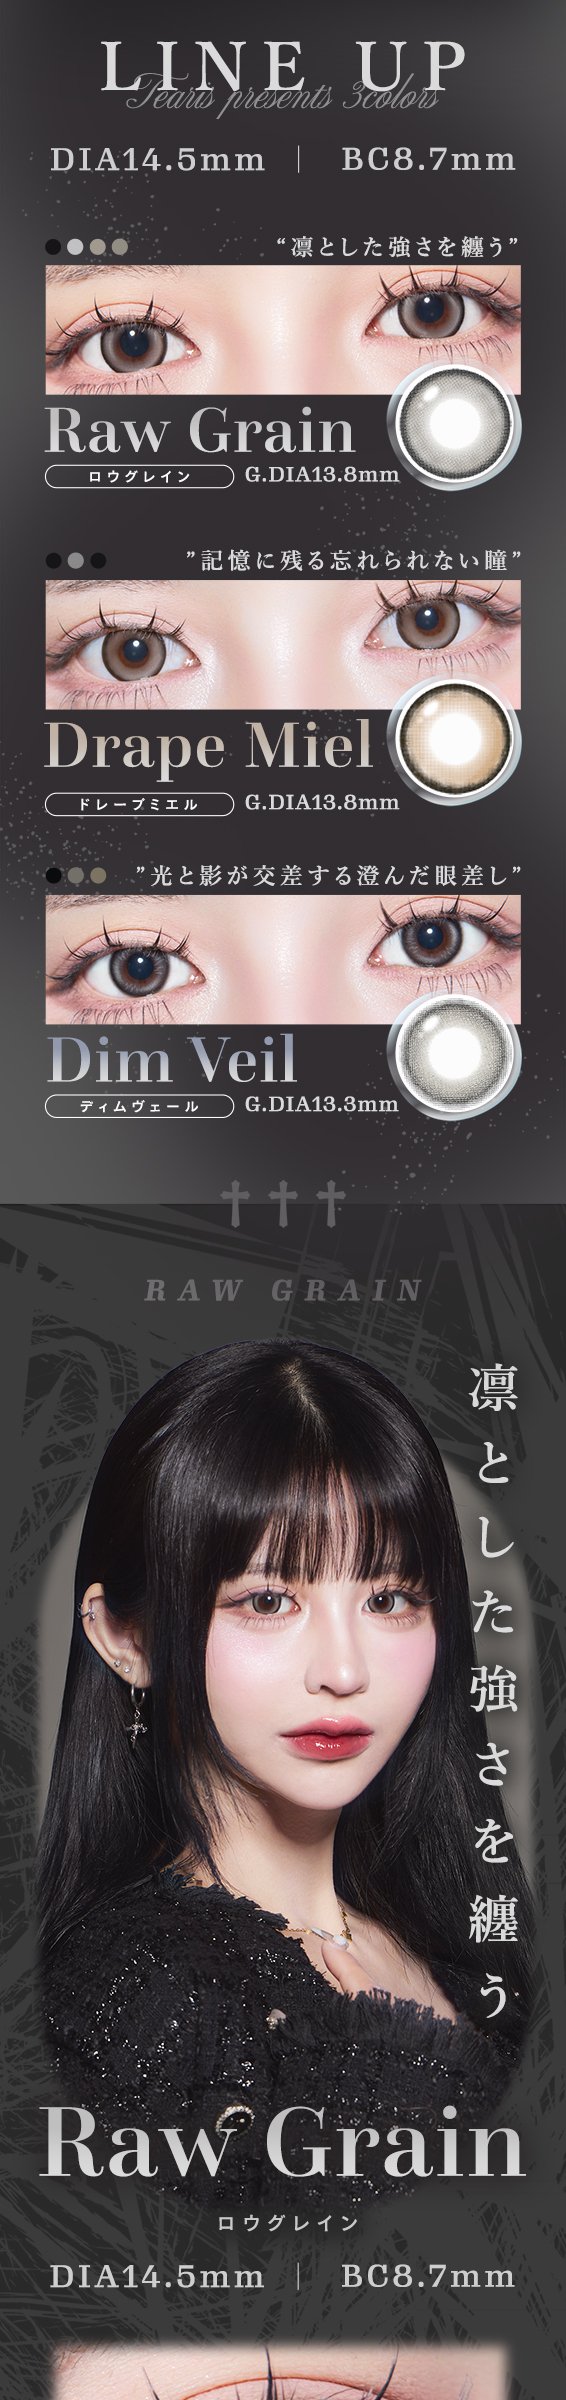 LINE UP
Tearis presents 3colors
DIA14.5mm | BC8.7mm
“凛とした強さを纏う”
Raw Grain
ロウグレイン G.DIA13.8mm
”記憶に残る忘れられない瞳”
Drape Miel
ドレープミエル G.DIA13.8mm
”光と影が交差する澄んだ眼差し”
Dim Veil
ディムヴェール G.DIA13.3mm
RAW GRAIN
凛とした強さを纏う
Raw Grain
ロウグレイン
DIA14.5mm | BC8.7mm